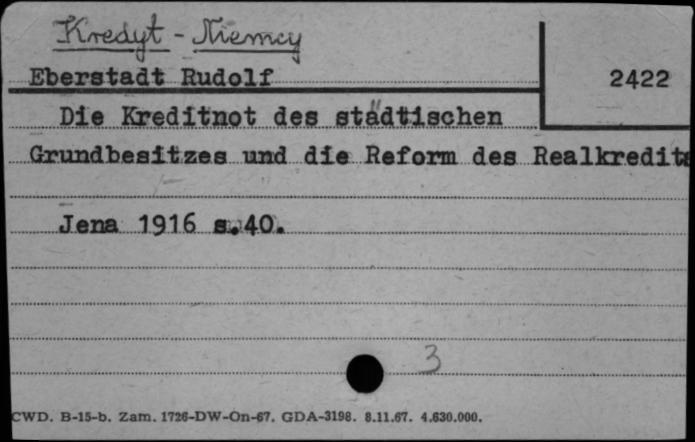 Kredyt - Niemcy
Eberstadt Rudolf
2422
Die Kreditnot des städtischen
Grundbesitzes und die Reform des Realkredits
Jena 1916 s.40.
3
CWD. B-15-b. Zam. 1726-DW-On-67. GDA-3198. 8.11.67. 4.630.000.